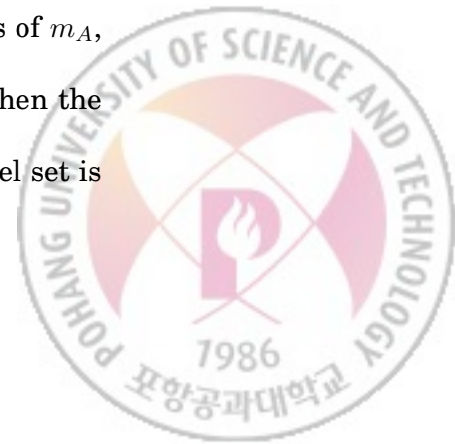 s of m_A,
hen the
el set is
POHANG UNIVERSITY OF SCIENCE AND TECHNOLOGY
P
1986
포항공과대학교